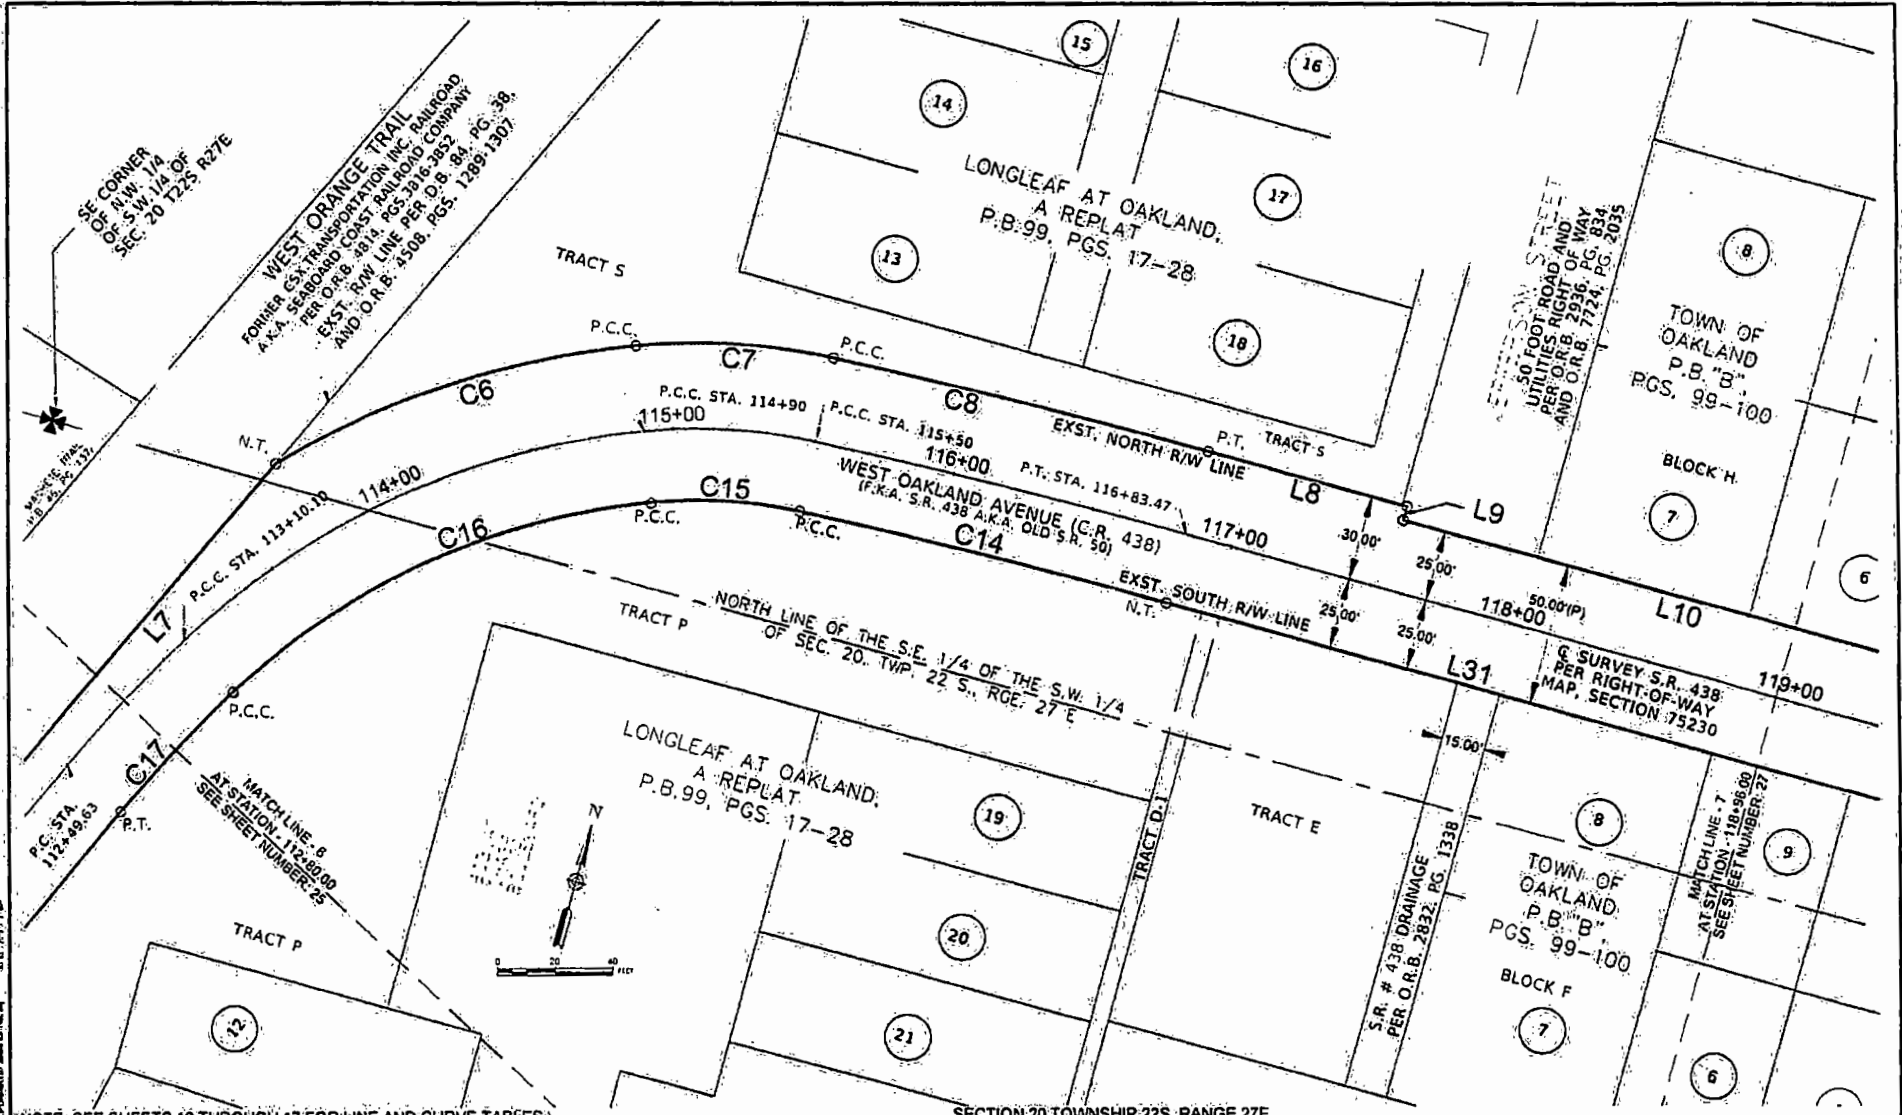 SE CORNER
OF N.W. 1/4
OF S.W. 1/4 OF
SEC. 20 T22S R27E
WEST ORANGE TRAIL
FORMER CSX TRANSPORTATION INC. RAILROAD
A.K.A. SEABOARD COAST RAILROAD COMPANY
PER O.R.B. 4814, PGS. 3816-3852
EXST. R/W LINE PER D.B. 84, PG. 38,
AND O.R.B. 4508, PGS. 1289-1307
TRACT S
15
14
13
16
17
18
LONGLEAF AT OAKLAND,
A REPLAT
P.B.99, PGS. 17-28
50 FOOT ROAD AND
UTILITIES RIGHT OF WAY
PER O.R.B. 2936, PG. 834
AND O.R.B. 7724, PG. 2035
8
TOWN OF
OAKLAND
P.B. "B",
PGS. 99-100
BLOCK H
7
6
P.C.C.
C7
P.C.C.
C6
C8
N.T.
P.C.C. STA. 114+90
115+00
P.C.C. STA. 115+50
116+00
EXST. NORTH R/W LINE
P.T.
TRACT S
P.T. STA. 116+83.47
L8
L9
114+00
C15
C16
P.C.C.
P.C.C.
WEST OAKLAND AVENUE (C.R. 438)
(F.K.A. S.R. 438 A.K.A. OLD S.R. 50)
C14
117+00
30.00'
25.00'
25.00'
25.00'
118+00
50.00'(P)
L10
EXST. SOUTH R/W LINE
N.T.
L31
℄ SURVEY S.R. 438
PER RIGHT-OF-WAY
MAP, SECTION 75230
119+00
15.00'
P.C.C. STA. 113+10.10
L7
P.C.C.
C17
P.C. STA.
112+49.63
P.T.
MATCH LINE - 6
AT STATION - 112+80.00
SEE SHEET NUMBER: 25
TRACT P
NORTH LINE OF THE S.E. 1/4 OF THE S.W. 1/4
OF SEC. 20, TWP. 22 S., RGE. 27 E
LONGLEAF AT OAKLAND,
A REPLAT
P.B.99, PGS. 17-28
N
0 20 40
FEET
TRACT P
12
19
20
21
TRACT D-1
TRACT E
S.R. # 438 DRAINAGE
PER O.R.B. 2832, PG. 1338
8
TOWN OF
OAKLAND
P.B. "B",
PGS. 99-100
BLOCK F
7
MATCH LINE - 7
AT STATION - 118+96.00
SEE SHEET NUMBER: 27
9
6
SECTION 20 TOWNSHIP 22S, RANGE 27E